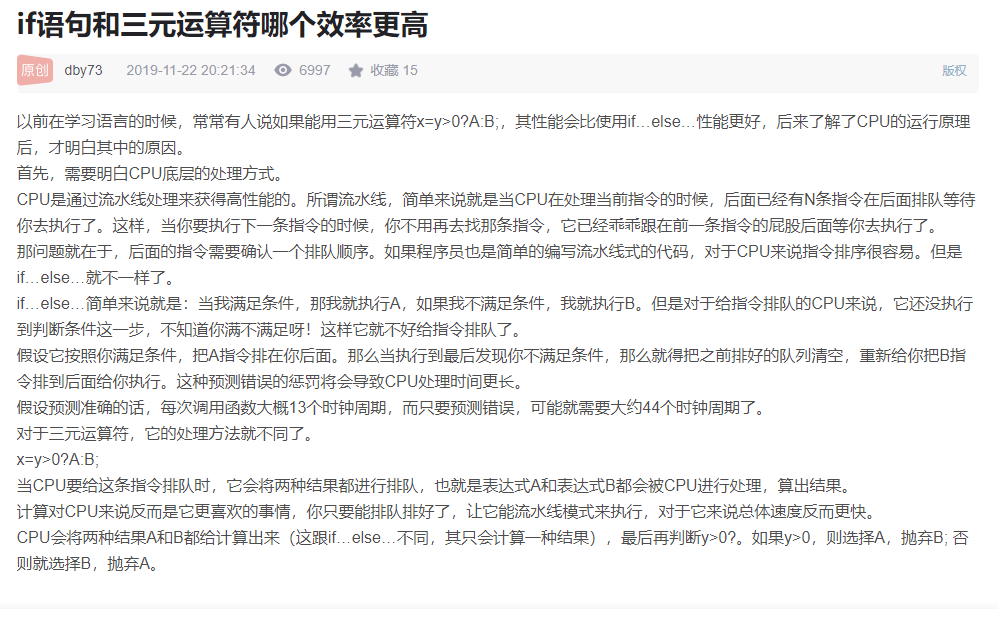 if语句和三元运算符哪个效率更高
原创 dby73 2019-11-22 20:21:34 6997 收藏 15 版权
以前在学习语言的时候，常常有人说如果能用三元运算符x=y>0?A:B;，其性能会比使用if…else…性能更好，后来了解了CPU的运行原理
后，才明白其中的原因。
首先，需要明白CPU底层的处理方式。
CPU是通过流水线处理来获得高性能的。所谓流水线，简单来说就是当CPU在处理当前指令的时候，后面已经有N条指令在后面排队等待
你去执行了。这样，当你要执行下一条指令的时候，你不用再去找那条指令，它已经乖乖跟在前一条指令的屁股后面等你去执行了。
那问题就在于，后面的指令需要确认一个排队顺序。如果程序员也是简单的编写流水线式的代码，对于CPU来说指令排序很容易。但是
if…else…就不一样了。
if…else…简单来说就是：当我满足条件，那我就执行A，如果我不满足条件，我就执行B。但是对于给指令排队的CPU来说，它还没执行
到判断条件这一步，不知道你满不满足呀！这样它就不好给指令排队了。
假设它按照你满足条件，把A指令排在你后面。那么当执行到最后发现你不满足条件，那么就得把之前排好的队列清空，重新给你把B指
令排到后面给你执行。这种预测错误的惩罚将会导致CPU处理时间更长。
假设预测准确的话，每次调用函数大概13个时钟周期，而只要预测错误，可能就需要大约44个时钟周期了。
对于三元运算符，它的处理方法就不同了。
x=y>0?A:B;
当CPU要给这条指令排队时，它会将两种结果都进行排队，也就是表达式A和表达式B都会被CPU进行处理，算出结果。
计算对CPU来说反而是它更喜欢的事情，你只要能排队排好了，让它能流水线模式来执行，对于它来说总体速度反而更快。
CPU会将两种结果A和B都给计算出来（这跟if…else…不同，其只会计算一种结果），最后再判断y>0?。如果y>0，则选择A，抛弃B; 否
则就选择B，抛弃A。